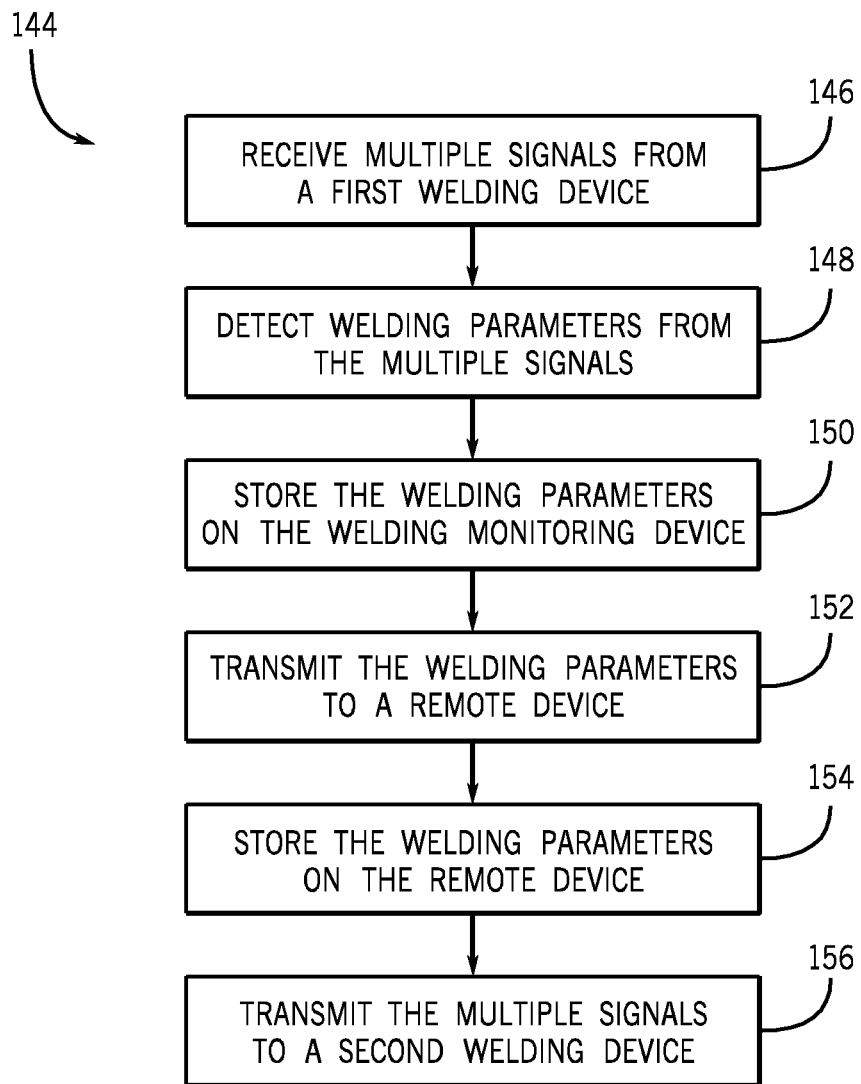 144
146
RECEIVE MULTIPLE SIGNALS FROM
A FIRST WELDING DEVICE
148
DETECT WELDING PARAMETERS FROM
THE MULTIPLE SIGNALS
150
STORE THE WELDING PARAMETERS
ON THE WELDING MONITORING DEVICE
152
TRANSMIT THE WELDING PARAMETERS
TO A REMOTE DEVICE
154
STORE THE WELDING PARAMETERS
ON THE REMOTE DEVICE
156
TRANSMIT THE MULTIPLE SIGNALS
TO A SECOND WELDING DEVICE